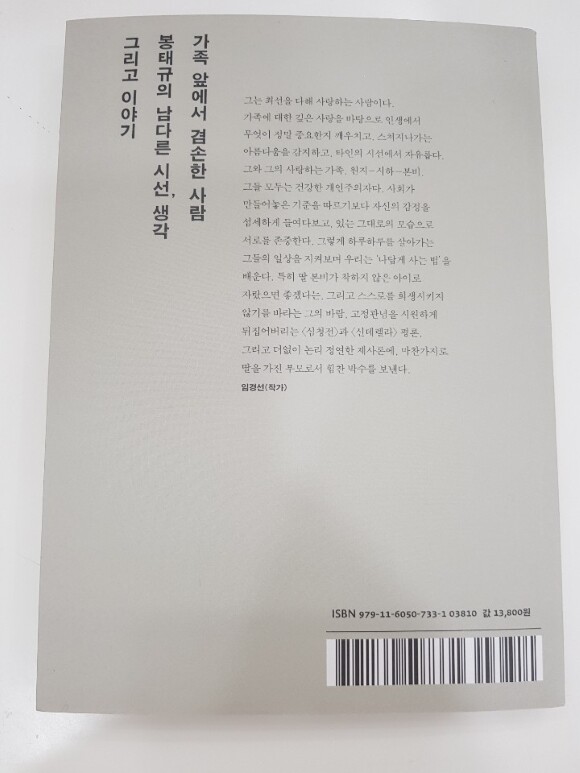 가족 앞에서 겸손한 사람
봉태규의 남다른 시선, 생각
그리고 이야기
그는 최선을 다해 사랑하는 사람이다.
가족에 대한 깊은 사랑을 바탕으로 인생에서
무엇이 정말 중요한지 깨우치고, 스쳐지나가는
아름다움을 감지하고, 타인의 시선에서 자유롭다.
그와 그의 사랑하는 가족, 원지-시하-본비.
그들 모두는 건강한 개인주의자다. 사회가
만들어놓은 기준을 따르기보다 자신의 감정을
섬세하게 들여다보고, 있는 그대로의 모습으로
서로를 존중한다. 그렇게 하루하루를 살아가는
그들의 일상을 지켜보며 우리는 '나답게 사는 법'을
배운다. 특히 딸 본비가 착하지 않은 아이로
자랐으면 좋겠다는, 그리고 스스로를 희생시키지
않기를 바라는 그의 바람, 고정관념을 시원하게
뒤집어버리는 〈심청전〉과 〈신데렐라〉 평론,
그리고 더없이 논리 정연한 제사론에, 마찬가지로
딸을 가진 부모로서 힘찬 박수를 보낸다.
임경선(작가)
ISBN 979-11-6050-733-1 03810 값 13,800원